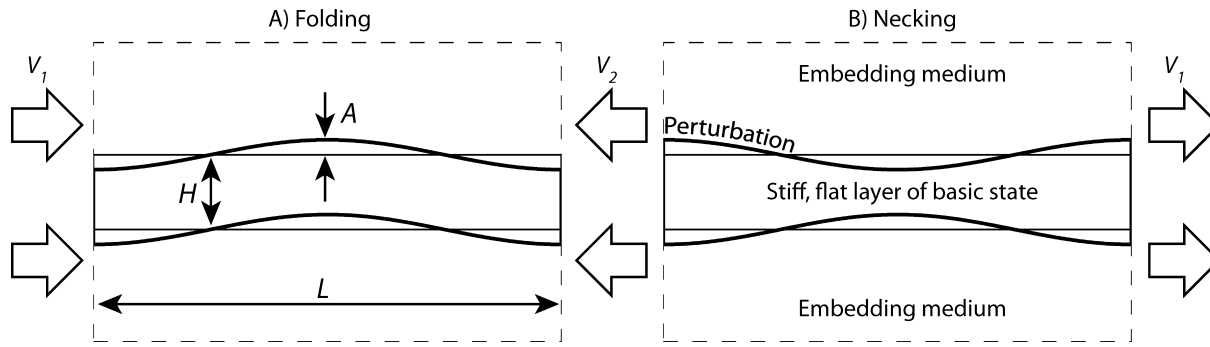 A) Folding
B) Necking
V1
V2
V1
A
H
L
Embedding medium
Perturbation
Stiff, flat layer of basic state
Embedding medium